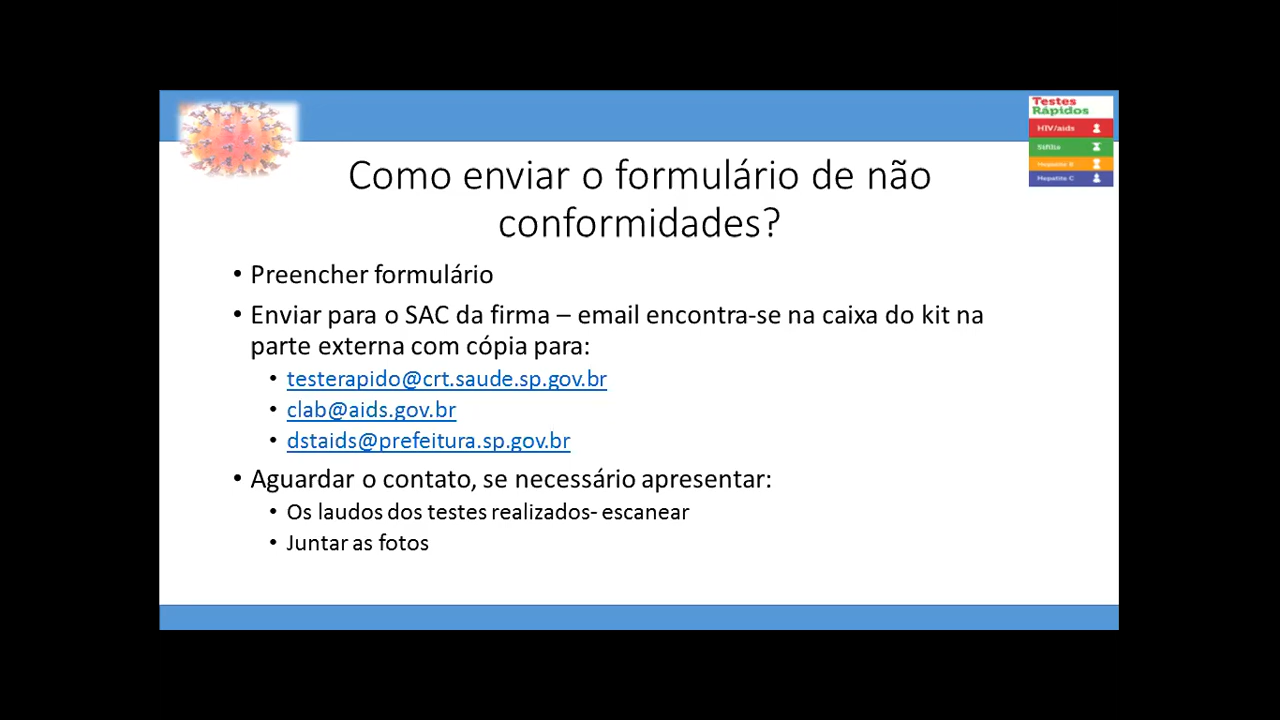 Testes
Rápidos
HIV/aids
Sífilis
Hepatite B
Hepatite C
Como enviar o formulário de não
conformidades?
• Preencher formulário
• Enviar para o SAC da firma – email encontra-se na caixa do kit na
parte externa com cópia para:
• testerapido@crt.saude.sp.gov.br
• clab@aids.gov.br
• dstaids@prefeitura.sp.gov.br
• Aguardar o contato, se necessário apresentar:
• Os laudos dos testes realizados- escanear
• Juntar as fotos